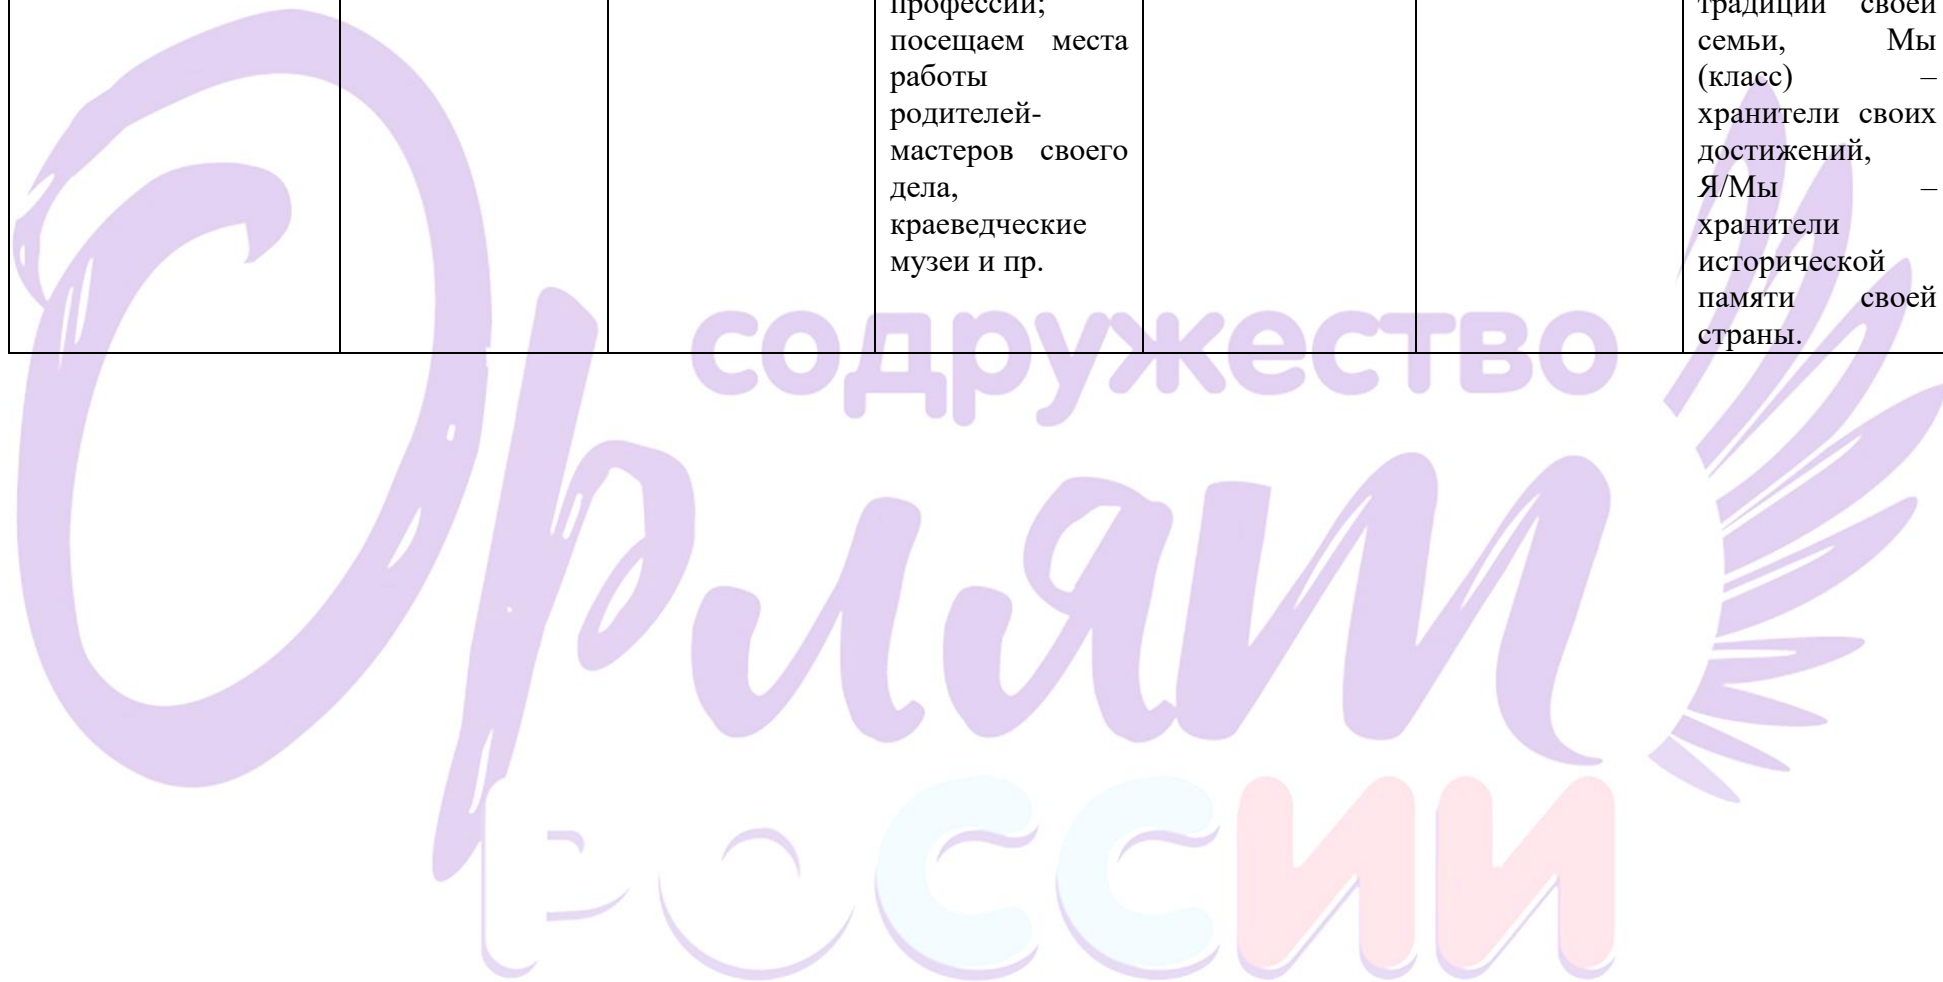 профессии;
посещаем места
работы
родителей-
мастеров своего
дела,
краеведческие
музеи и пр.
традиций своей
семьи, Мы
(класс) –
хранители своих
достижений,
Я/Мы –
хранители
исторической
памяти своей
страны.
содружество
Орлят
РОССИИ